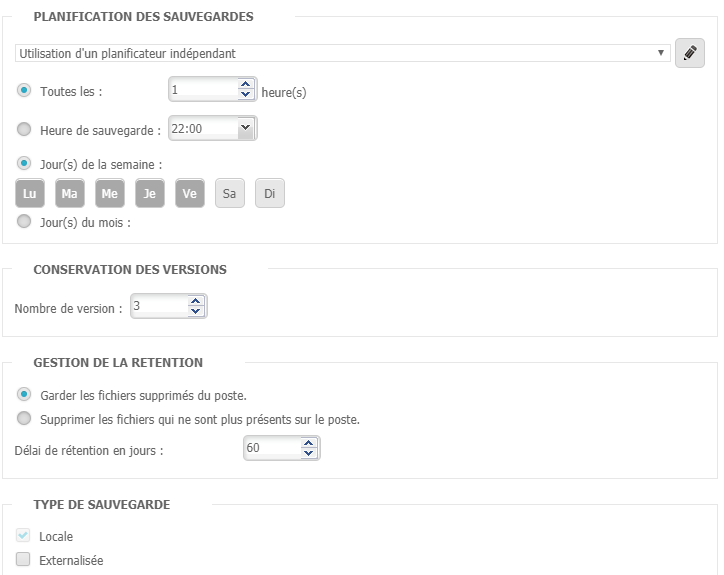 PLANIFICATION DES SAUVEGARDES
Utilisation d'un planificateur indépendant
Toutes les : 1 heure(s)
Heure de sauvegarde : 22:00
Jour(s) de la semaine :
Lu Ma Me Je Ve Sa Di
Jour(s) du mois :
CONSERVATION DES VERSIONS
Nombre de version : 3
GESTION DE LA RETENTION
Garder les fichiers supprimés du poste.
Supprimer les fichiers qui ne sont plus présents sur le poste.
Délai de rétention en jours : 60
TYPE DE SAUVEGARDE
Locale
Externalisée